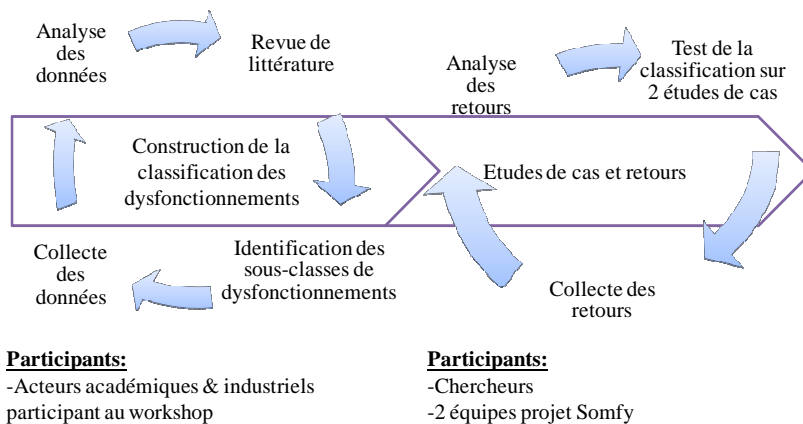 Analyse
des
données
Revue de
littérature
Construction de la
classification des
dysfonctionnements
Collecte
des
données
Identification des
sous-classes de
dysfonctionnements
Analyse
des
retours
Test de la
classification sur
2 études de cas
Etudes de cas et retours
Collecte des
retours
Participants:
-Acteurs académiques & industriels
participant au workshop
Participants:
-Chercheurs
-2 équipes projet Somfy